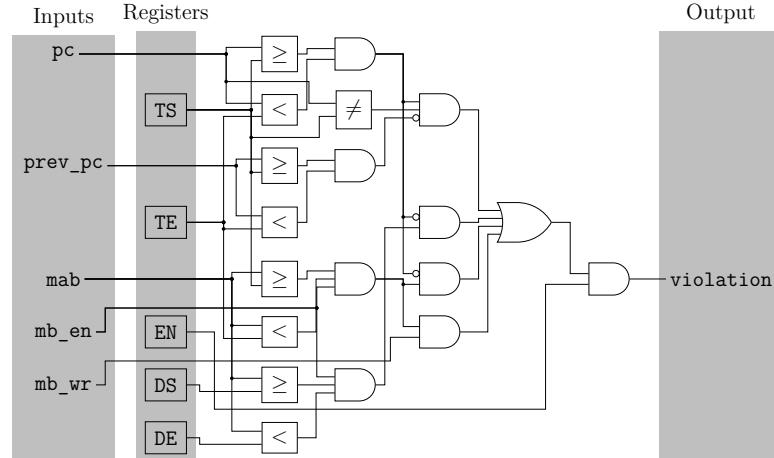 Inputs Registers Output
pc
≥
TS
<
≠
prev_pc
≥
TE
<
mab
≥
violation
mb_en
EN
<
mb_wr
DS
≥
DE
<